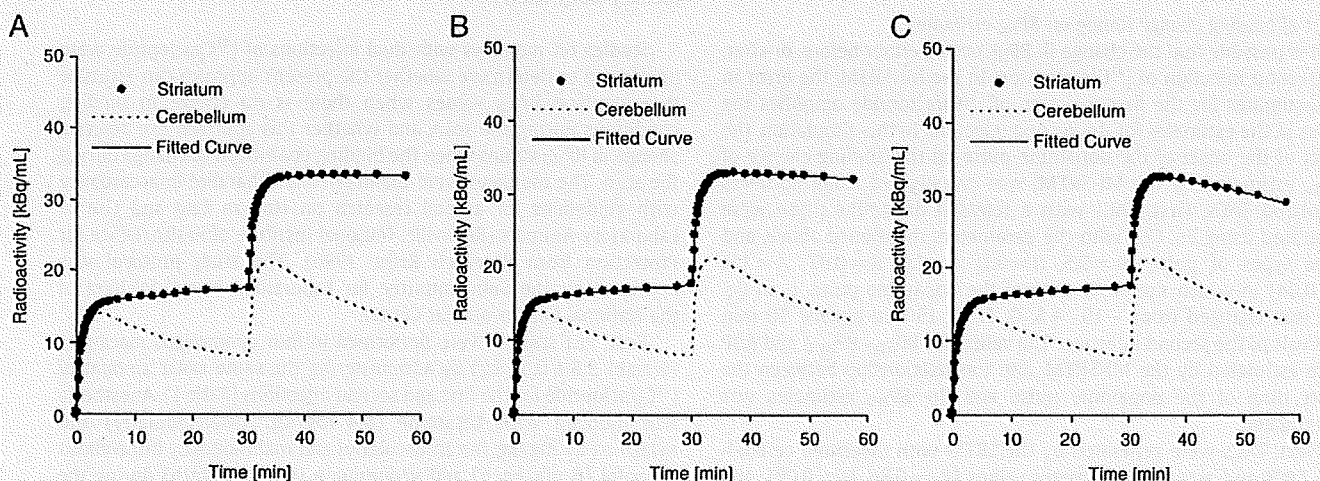 A
50
40
30
20
10
0
Radioactivity [kBq/mL]
Striatum
Cerebellum
Fitted Curve
0 10 20 30 40 50 60
Time [min]
B
50
40
30
20
10
0
Radioactivity [kBq/mL]
Striatum
Cerebellum
Fitted Curve
0 10 20 30 40 50 60
Time [min]
C
50
40
30
20
10
0
Radioactivity [kBq/mL]
Striatum
Cerebellum
Fitted Curve
0 10 20 30 40 50 60
Time [min]